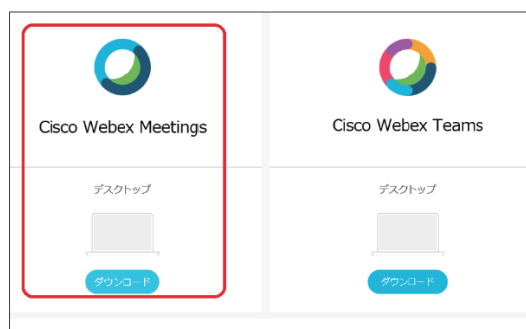 Cisco Webex Meetings
デスクトップ
ダウンロード
Cisco Webex Teams
デスクトップ
ダウンロード